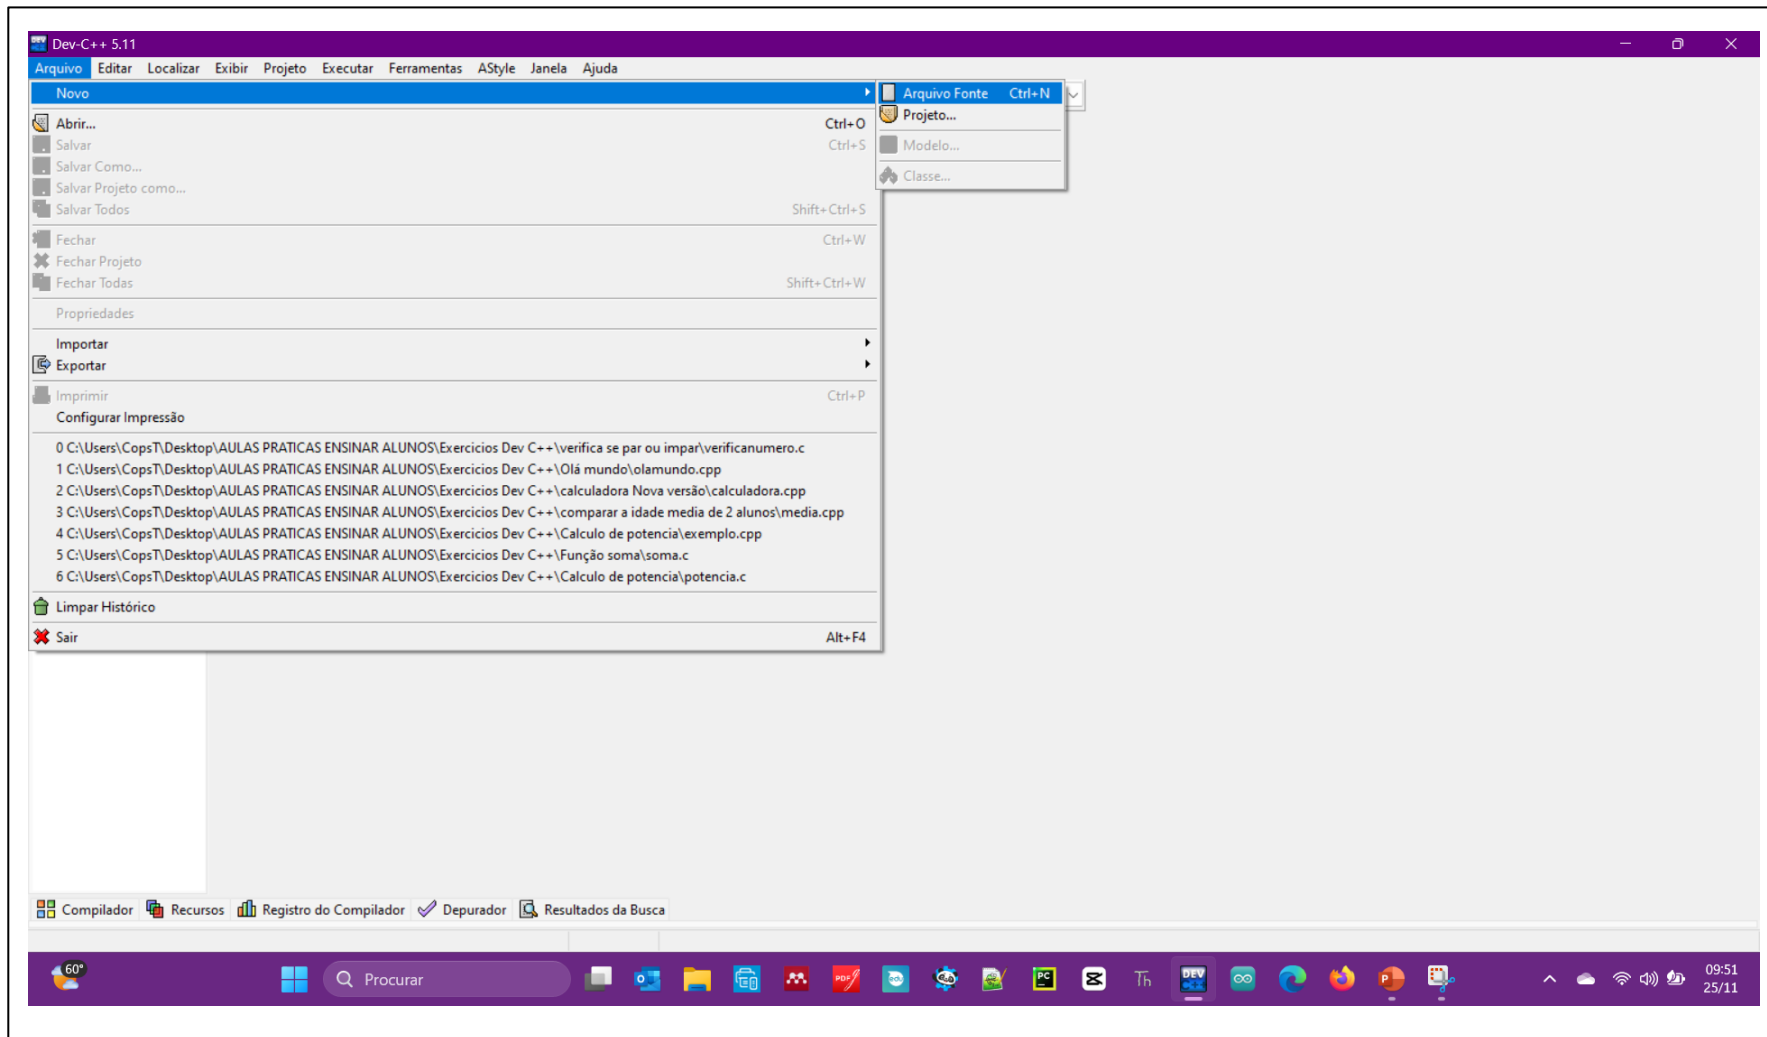 Dev-C++ 5.11
Arquivo Editar Localizar Exibir Projeto Executar Ferramentas AStyle Janela Ajuda
Novo
Arquivo Fonte Ctrl+N
Projeto...
Modelo...
Classe...
Abrir... Ctrl+O
Salvar Ctrl+S
Salvar Como...
Salvar Projeto como...
Salvar Todos Shift+Ctrl+S
Fechar Ctrl+W
Fechar Projeto
Fechar Todas Shift+Ctrl+W
Propriedades
Importar
Exportar
Imprimir Ctrl+P
Configurar Impressão
0 C:\Users\CopsT\Desktop\AULAS PRATICAS ENSINAR ALUNOS\Exercicios Dev C++\verifica se par ou impar\verificanumero.c
1 C:\Users\CopsT\Desktop\AULAS PRATICAS ENSINAR ALUNOS\Exercicios Dev C++\Olá mundo\olamundo.cpp
2 C:\Users\CopsT\Desktop\AULAS PRATICAS ENSINAR ALUNOS\Exercicios Dev C++\calculadora Nova versão\calculadora.cpp
3 C:\Users\CopsT\Desktop\AULAS PRATICAS ENSINAR ALUNOS\Exercicios Dev C++\comparar a idade media de 2 alunos\media.cpp
4 C:\Users\CopsT\Desktop\AULAS PRATICAS ENSINAR ALUNOS\Exercicios Dev C++\Calculo de potencia\exemplo.cpp
5 C:\Users\CopsT\Desktop\AULAS PRATICAS ENSINAR ALUNOS\Exercicios Dev C++\Função soma\soma.c
6 C:\Users\CopsT\Desktop\AULAS PRATICAS ENSINAR ALUNOS\Exercicios Dev C++\Calculo de potencia\potencia.c
Limpar Histórico
Sair Alt+F4
Compilador Recursos Registro do Compilador Depurador Resultados da Busca
60°
Procurar
PDF
PC
Th
DEV
09:51
25/11